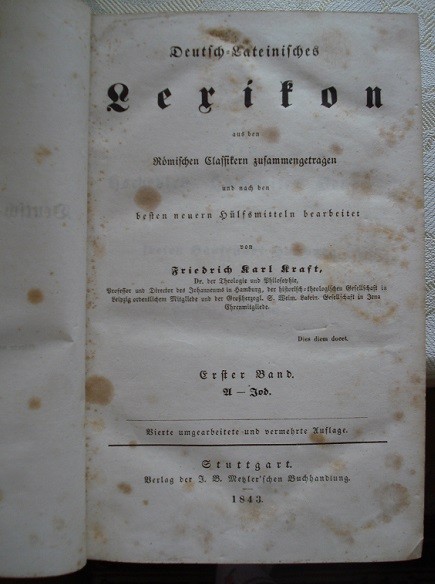 Deutsch-Lateinisches
Lexikon
aus den
Römischen Classikern zusammengetragen
und nach den
besten neuern Hülfsmitteln bearbeitet
von
Friedrich Karl Kraft,
Dr. der Theologie und Philosophie,
Professor und Director des Johanneums in Hamburg, der historisch-theologischen Gesellschaft in
Leipzig ordentlichem Mitgliede und der Großherzogl. S. Weim. Latein. Gesellschaft in Jena
Ehrenmitgliede.
Dies diem docet.
Erster Band.
A — Jod.
Vierte umgearbeitete und vermehrte Auflage.
Stuttgart.
Verlag der J. B. Metzler'schen Buchhandlung.
1843.